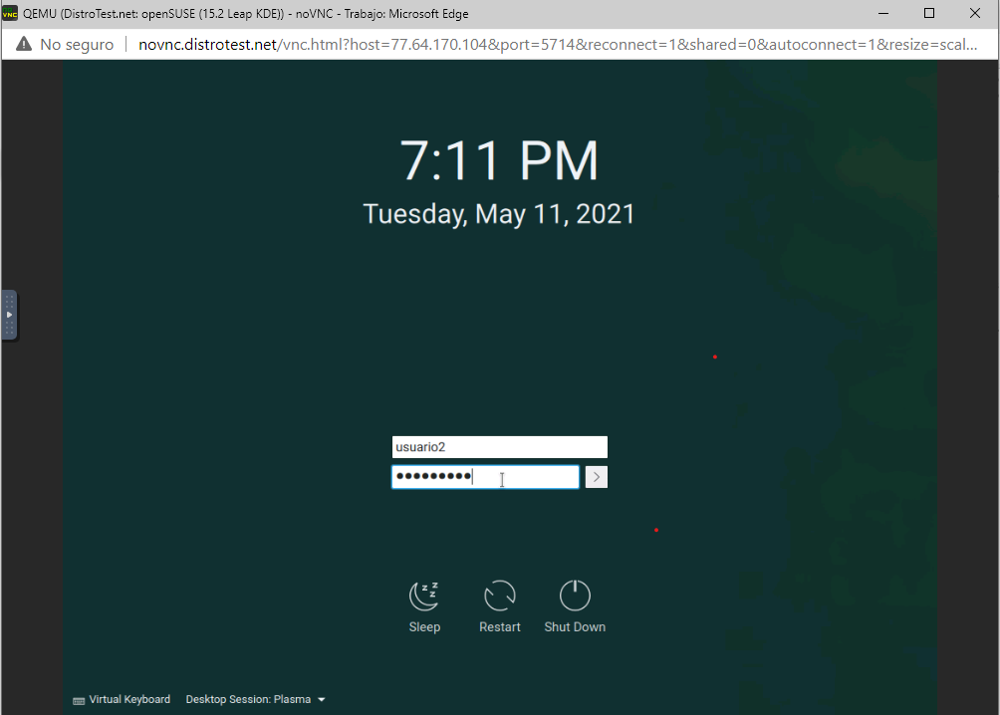 QEMU (DistroTest.net: openSUSE (15.2 Leap KDE)) - noVNC - Trabajo: Microsoft Edge
No seguro | novnc.distrotest.net/vnc.html?host=77.64.170.104&port=5714&reconnect=1&shared=0&autoconnect=1&resize=scal...
7:11 PM
Tuesday, May 11, 2021
usuario2
•••••••••
Sleep Restart Shut Down
Virtual Keyboard Desktop Session: Plasma